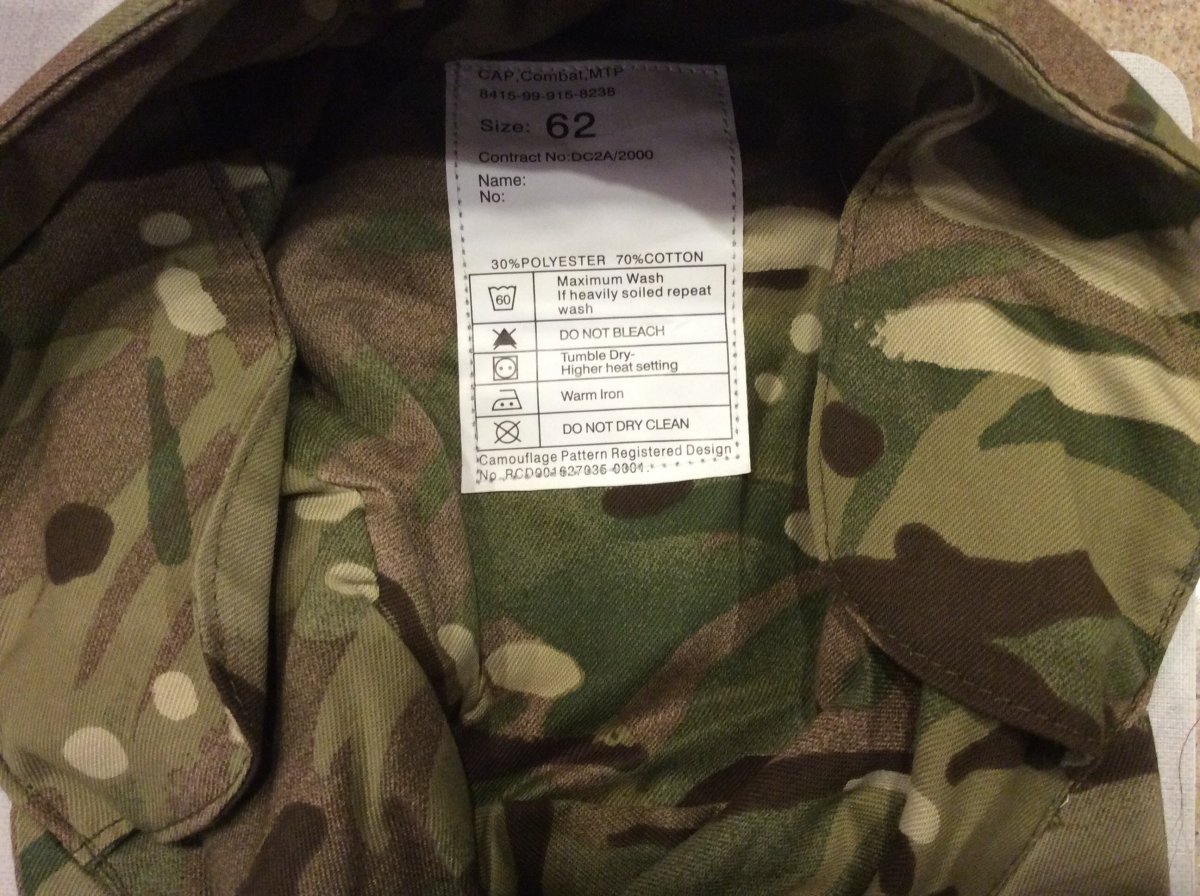 CAP,Combat,MTP
8415-99-915-8238
Size: 62
Contract No:DC2A/2000
Name:
No:
30%POLYESTER 70%COTTON
60
Maximum Wash
If heavily soiled repeat
wash
DO NOT BLEACH
Tumble Dry-
Higher heat setting
Warm Iron
DO NOT DRY CLEAN
Camouflage Pattern Registered Design
No. RCD001627036-0001.